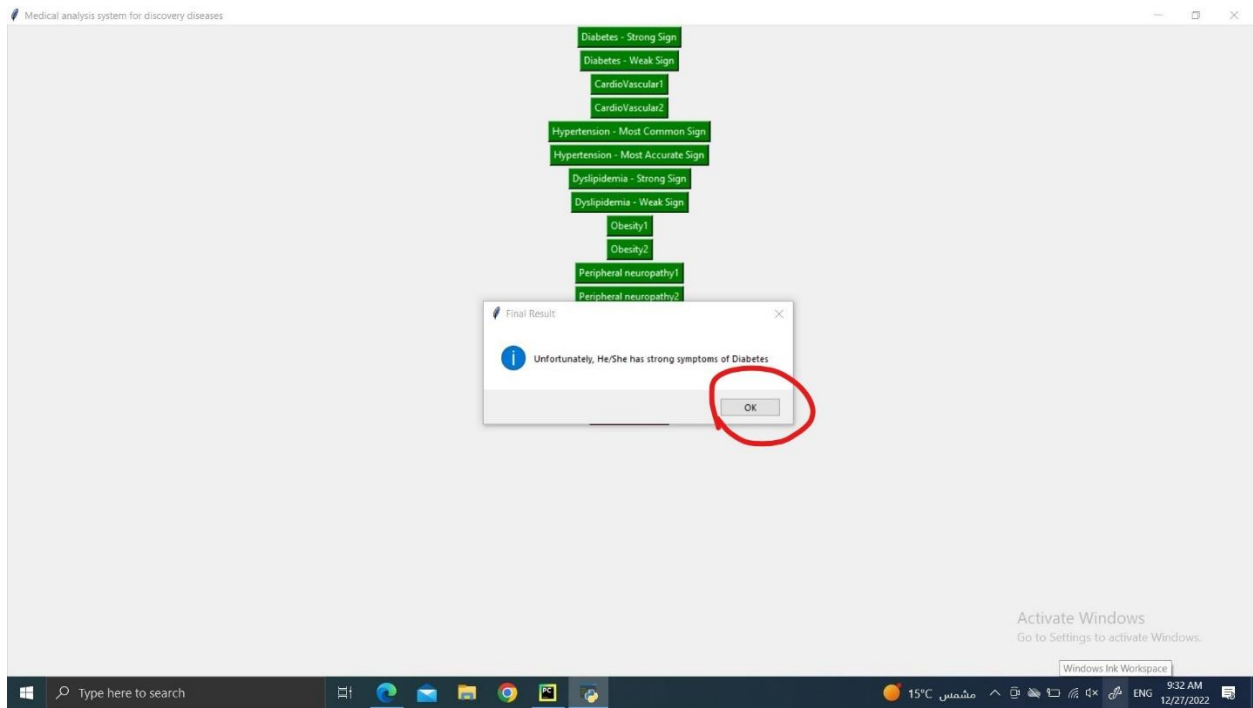 Medical analysis system for discovery diseases
Diabetes - Strong Sign
Diabetes - Weak Sign
CardioVascular1
CardioVascular2
Hypertension - Most Common Sign
Hypertension - Most Accurate Sign
Dyslipidemia - Strong Sign
Dyslipidemia - Weak Sign
Obesity1
Obesity2
Peripheral neuropathy1
Peripheral neuropathy2
Final Result
Unfortunately, He/She has strong symptoms of Diabetes
OK
Activate Windows
Go to Settings to activate Windows.
Windows Ink Workspace
Type here to search
PC
15°C مشمس
ENG
9:32 AM
12/27/2022